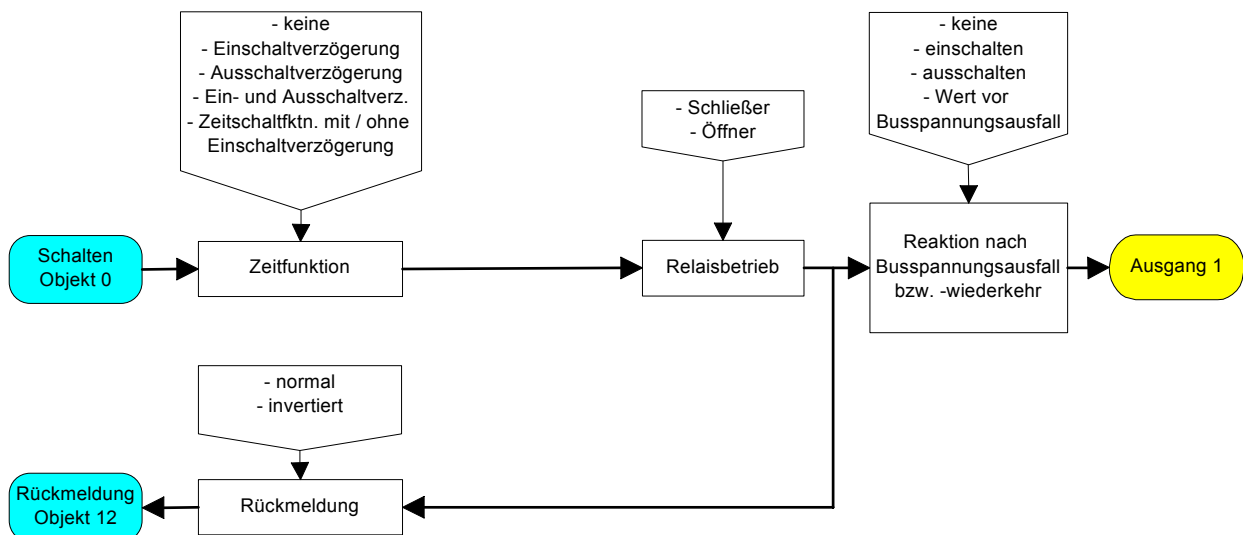 - keine
- Einschaltverzögerung
- Ausschaltverzögerung
- Ein- und Ausschaltverz.
- Zeitschaltfktn. mit / ohne
Einschaltverzögerung
- Schließer
- Öffner
- keine
- einschalten
- ausschalten
- Wert vor
Busspannungsausfall
Schalten
Objekt 0
Zeitfunktion
Relaisbetrieb
Reaktion nach
Busspannungsausfall
bzw. -wiederkehr
Ausgang 1
- normal
- invertiert
Rückmeldung
Objekt 12
Rückmeldung